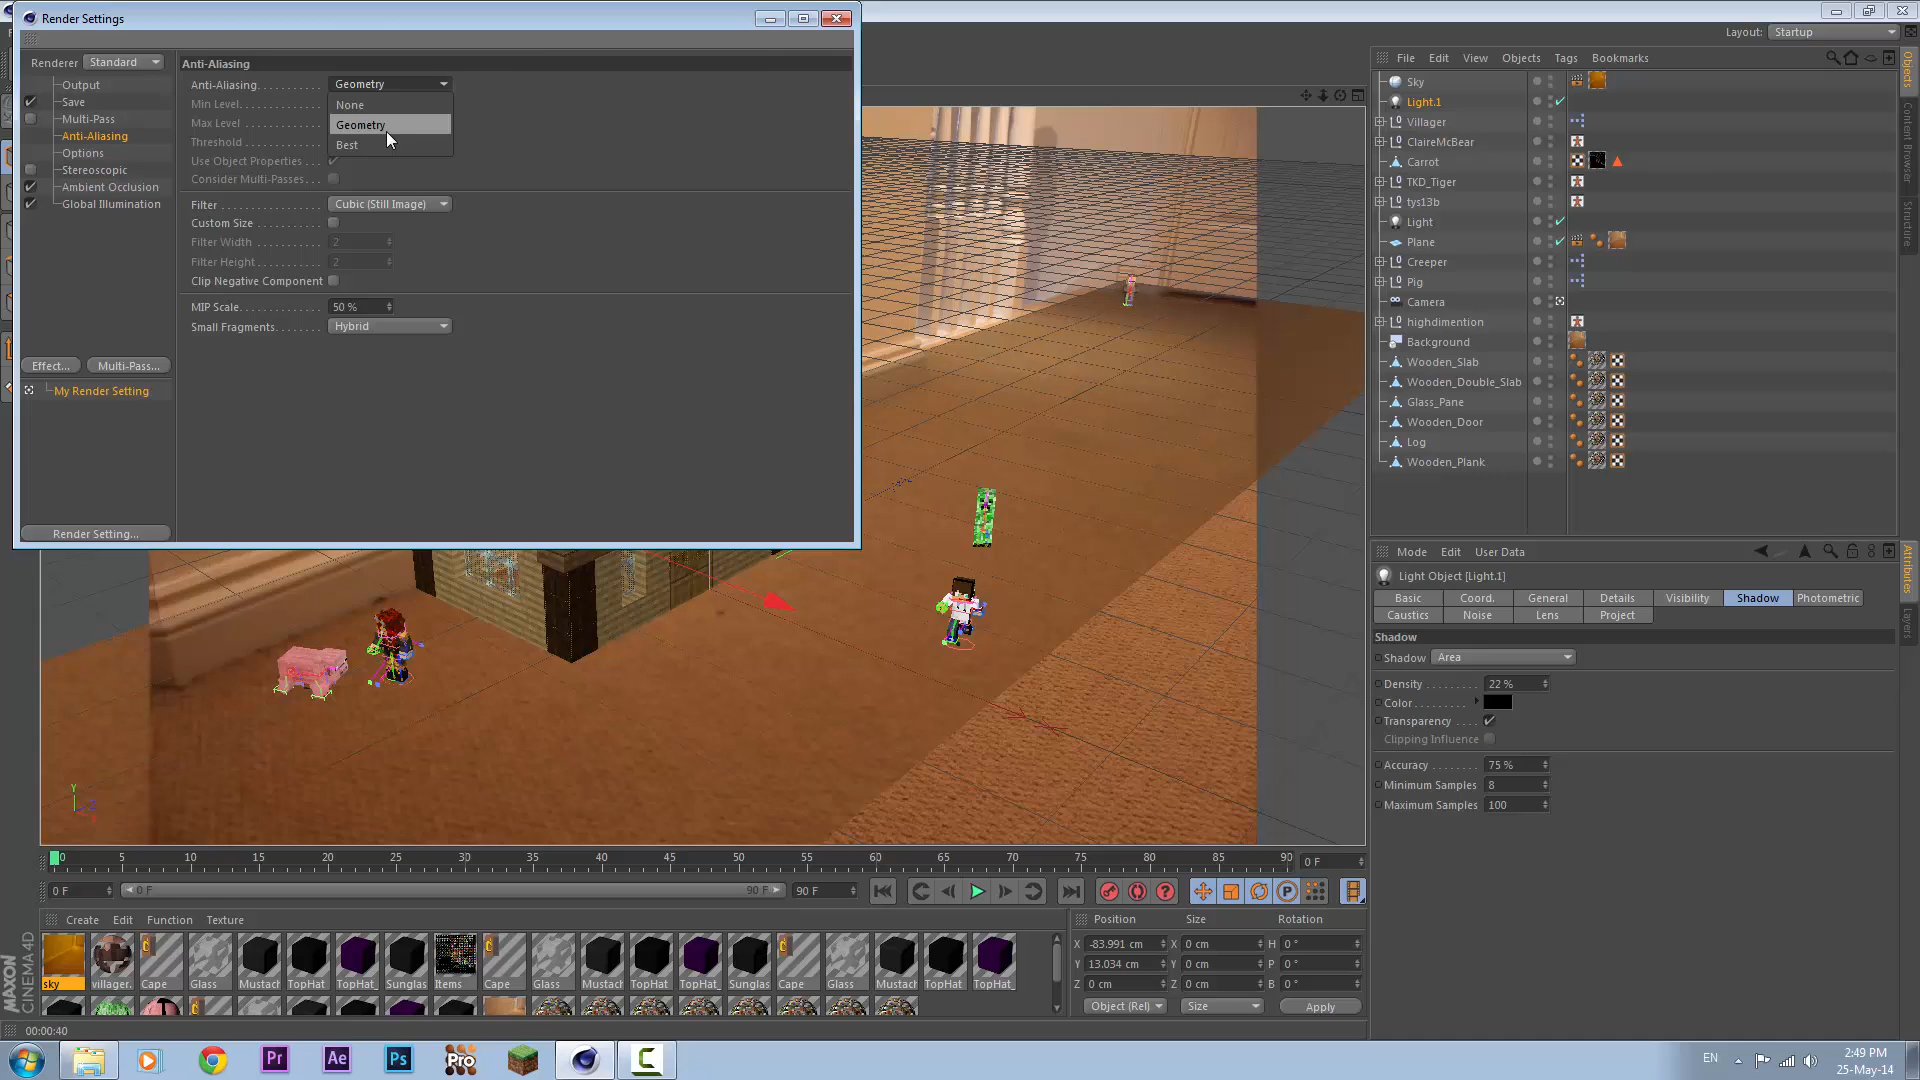 Render Settings
Renderer Standard
Output
Save
Multi-Pass
Anti-Aliasing
Options
Stereoscopic
Ambient Occlusion
Global Illumination
Effect... Multi-Pass...
My Render Setting
Render Setting...
Anti-Aliasing
Anti-Aliasing Geometry
None
Geometry
Best
Min Level
Max Level
Threshold
Use Object Properties
Consider Multi-Passes
Filter Cubic (Still Image)
Custom Size
Filter Width 2
Filter Height 2
Clip Negative Component
MIP Scale 50 %
Small Fragments Hybrid
Layout: Startup
File Edit View Objects Tags Bookmarks
Sky
Light.1
Villager
ClaireMcBear
Carrot
TKD_Tiger
tys13b
Light
Plane
Creeper
Pig
Camera
highdimention
Background
Wooden_Slab
Wooden_Double_Slab
Glass_Pane
Wooden_Door
Log
Wooden_Plank
Objects
Content Browser
Structure
Mode Edit User Data
Light Object [Light.1]
Basic Coord. General Details Visibility Shadow Photometric
Caustics Noise Lens Project
Shadow
Shadow Area
Density 22 %
Color
Transparency
Clipping Influence
Accuracy 75 %
Minimum Samples 8
Maximum Samples 100
Attributes
Layers
Y
0 5 10 15 20 25 30 35 40 45 50 55 60 65 70 75 80 85 90 0 F
0 F 0 F 90 F 90 F
Create Edit Function Texture
sky villager. Cape Glass Mustach TopHat TopHat_ Sunglas Items Cape Glass Mustach TopHat TopHat_ Sunglas Cape Glass Mustach TopHat TopHat_
Position Size Rotation
X -83.991 cm X 0 cm H 0 °
Y 13.034 cm Y 0 cm P 0 °
Z 0 cm Z 0 cm B 0 °
Object (Rel) Size Apply
MAXON CINEMA 4D
00:00:40
Pr Ae Ps Pro C
EN
2:49 PM
25-May-14